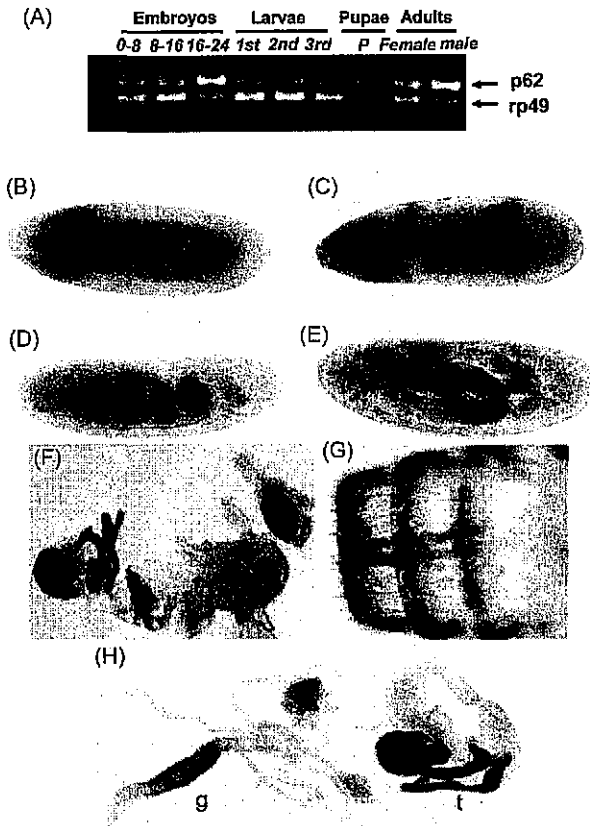 (A)
Embroyos Larvae Pupae Adults
0-8 8-16 16-24 1st 2nd 3rd P Female male
p62
rp49
(B)
(C)
(D)
(E)
(F)
(G)
(H)
g
t